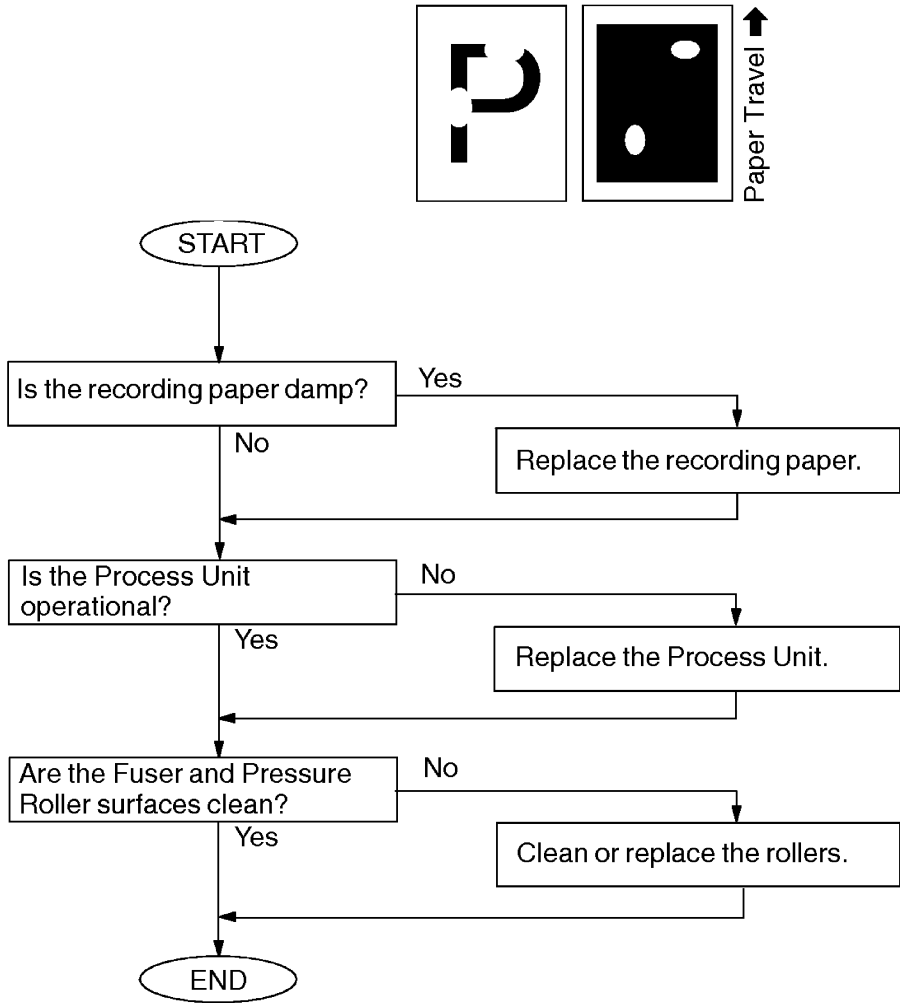 P
Paper Travel
START
Is the recording paper damp?
Yes
No
Replace the recording paper.
Is the Process Unit
operational?
No
Yes
Replace the Process Unit.
Are the Fuser and Pressure
Roller surfaces clean?
No
Yes
Clean or replace the rollers.
END